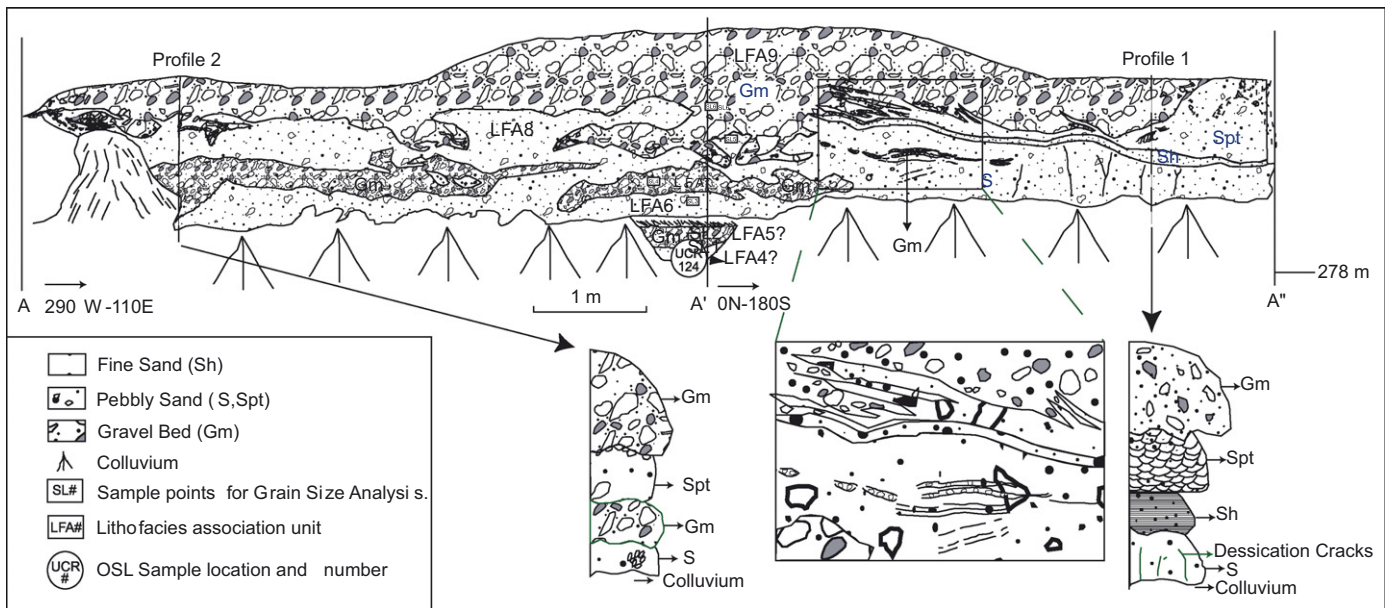 Profile 2
Profile 1
LFA9
Gm
LFA8
Spt
Sh
Gm
Gm
S
LFA6
Gm
LFA5?
UCR
124
LFA4?
Gm
278 m
A
290 W -110E
1 m
A'
0N-180S
A"
Fine Sand (Sh)
Pebbly Sand ( S,Spt)
Gravel Bed (Gm)
Colluvium
SL#
Sample points for Grain Size Analysi s.
LFA#
Lithofacies association unit
UCR
#
OSL Sample location and number
Gm
Spt
Gm
S
Colluvium
Gm
Spt
Sh
Dessication Cracks
S
Colluvium